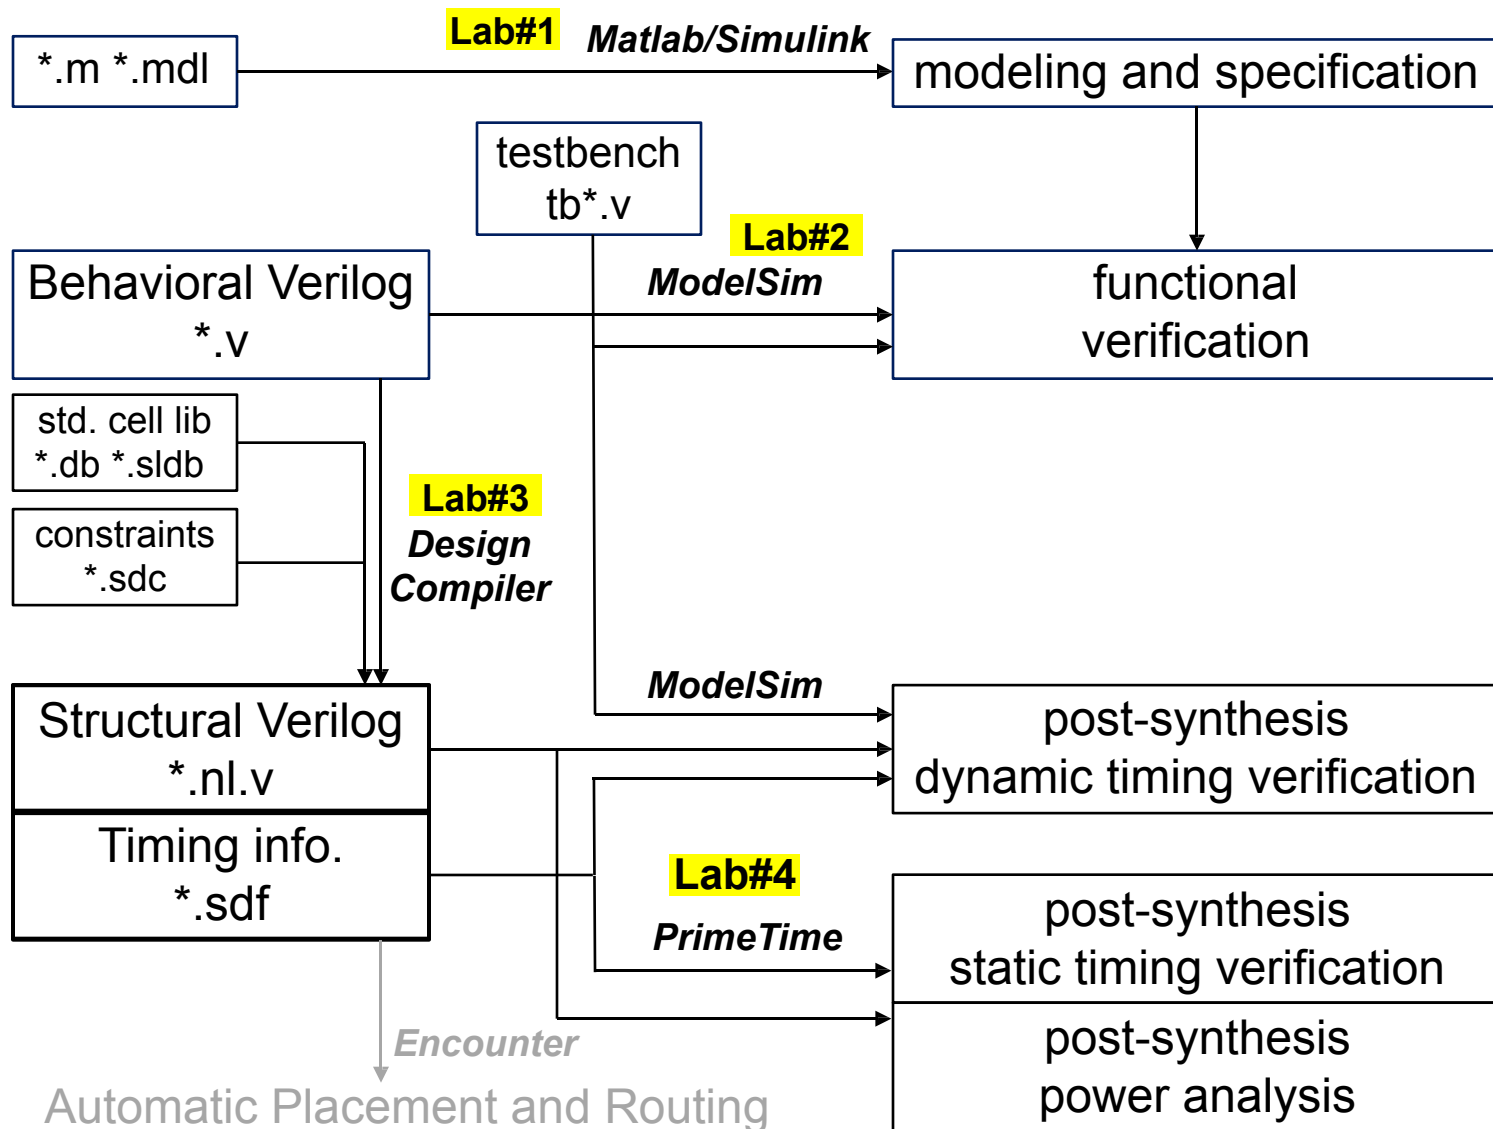 Lab#1
Matlab/Simulink
*.m *.mdl
modeling and specification
testbench
tb*.v
Lab#2
ModelSim
Behavioral Verilog
*.v
functional
verification
std. cell lib
*.db *.sldb
constraints
*.sdc
Lab#3
Design
Compiler
ModelSim
Structural Verilog
*.nl.v
post-synthesis
dynamic timing verification
Timing info.
*.sdf
Lab#4
PrimeTime
post-synthesis
static timing verification
post-synthesis
power analysis
Encounter
Automatic Placement and Routing